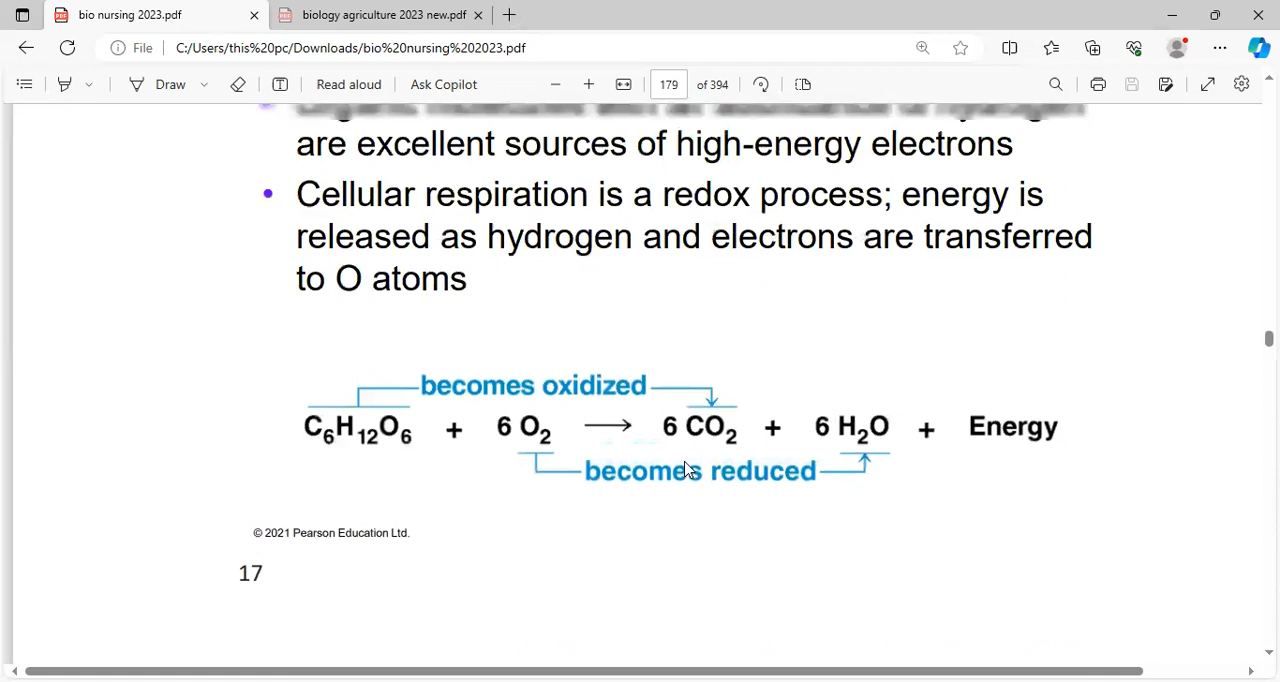 bio nursing 2023.pdf
biology agriculture 2023 new.pdf
File C:/Users/this%20pc/Downloads/bio%20nursing%202023.pdf
Draw Read aloud Ask Copilot 179 of 394
are excellent sources of high-energy electrons
• Cellular respiration is a redox process; energy is
released as hydrogen and electrons are transferred
to O atoms
becomes oxidized
C₆H₁₂O₆ + 6 O₂ → 6 CO₂ + 6 H₂O + Energy
becomes reduced
© 2021 Pearson Education Ltd.
17